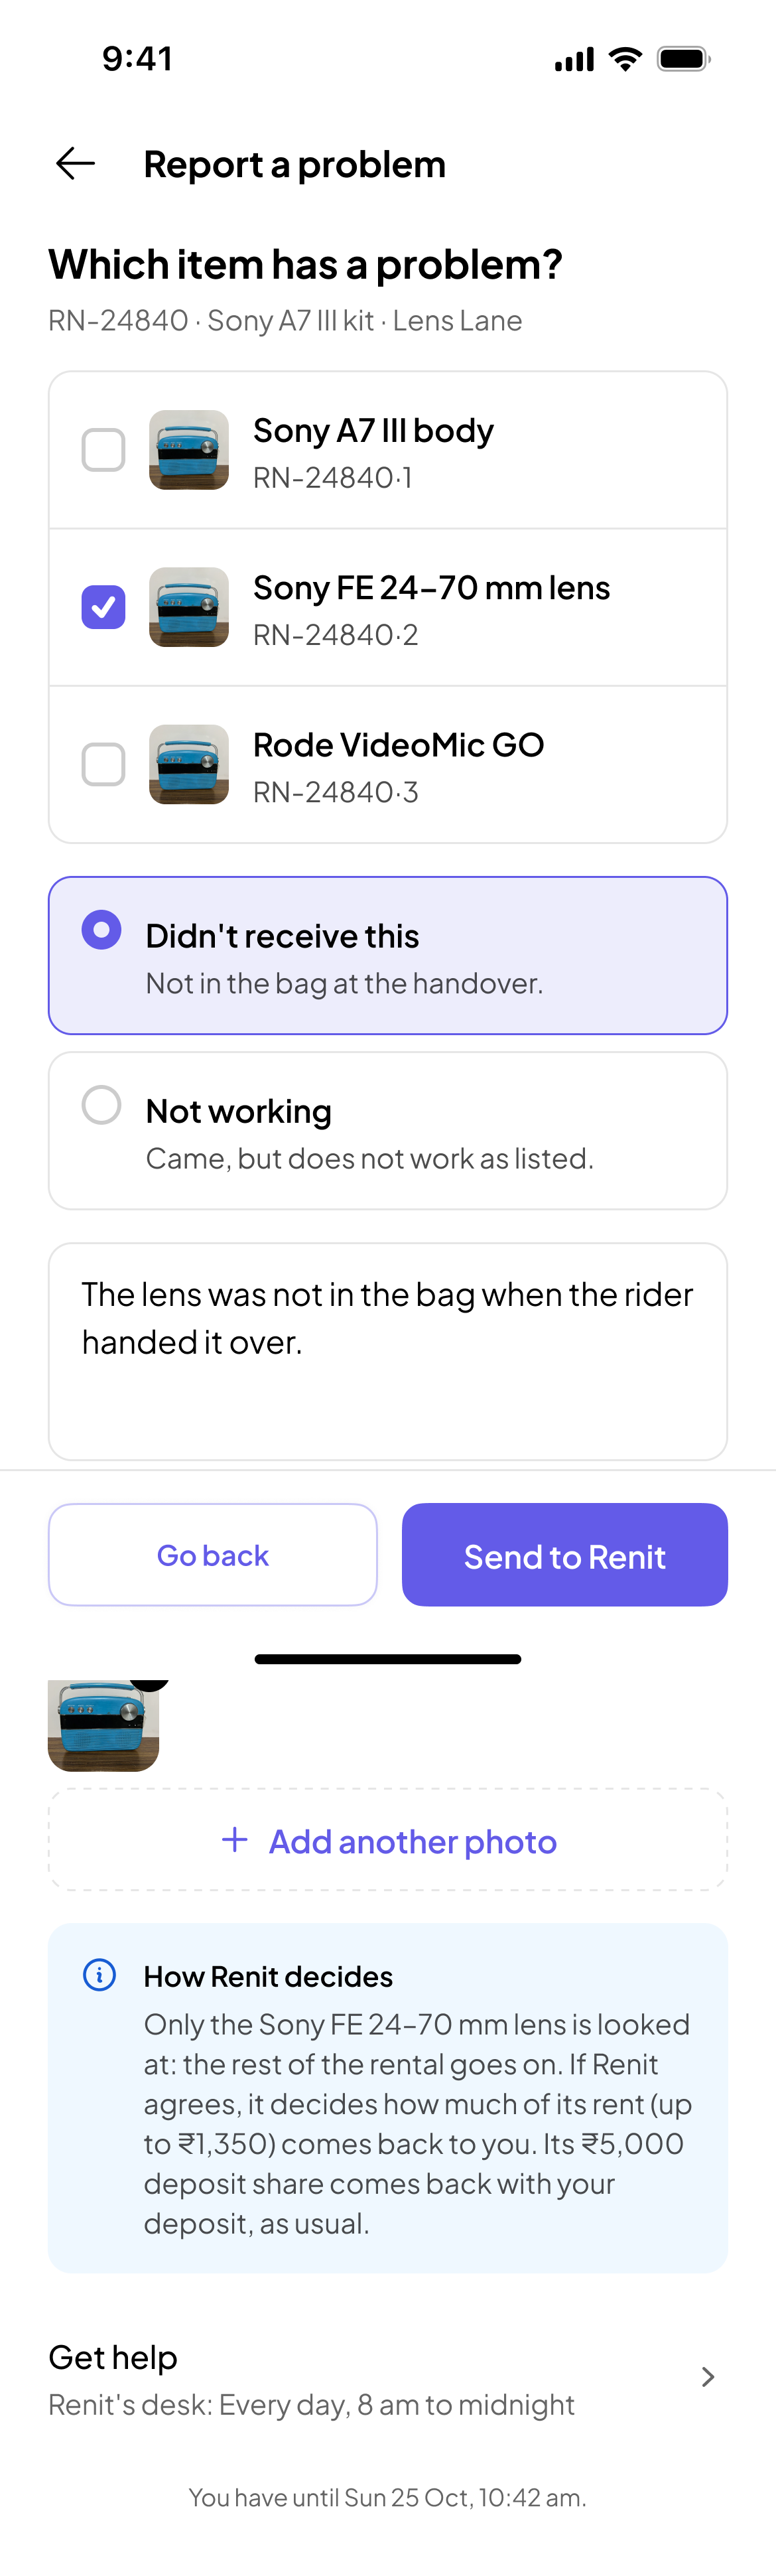 9:41
Report a problem
Which item has a problem?
RN-24840 · Sony A7 III kit · Lens Lane
Sony A7 III body
RN-24840·1
Sony FE 24–70 mm lens
RN-24840·2
Rode VideoMic GO
RN-24840·3
Didn't receive this
Not in the bag at the handover.
Not working
Came, but does not work as listed.
The lens was not in the bag when the rider
handed it over.
Go back
Send to Renit
Add another photo
How Renit decides
Only the Sony FE 24–70 mm lens is looked
at: the rest of the rental goes on. If Renit
agrees, it decides how much of its rent (up
to ₹1,350) comes back to you. Its ₹5,000
deposit share comes back with your
deposit, as usual.
Get help
Renit's desk: Every day, 8 am to midnight
You have until Sun 25 Oct, 10:42 am.